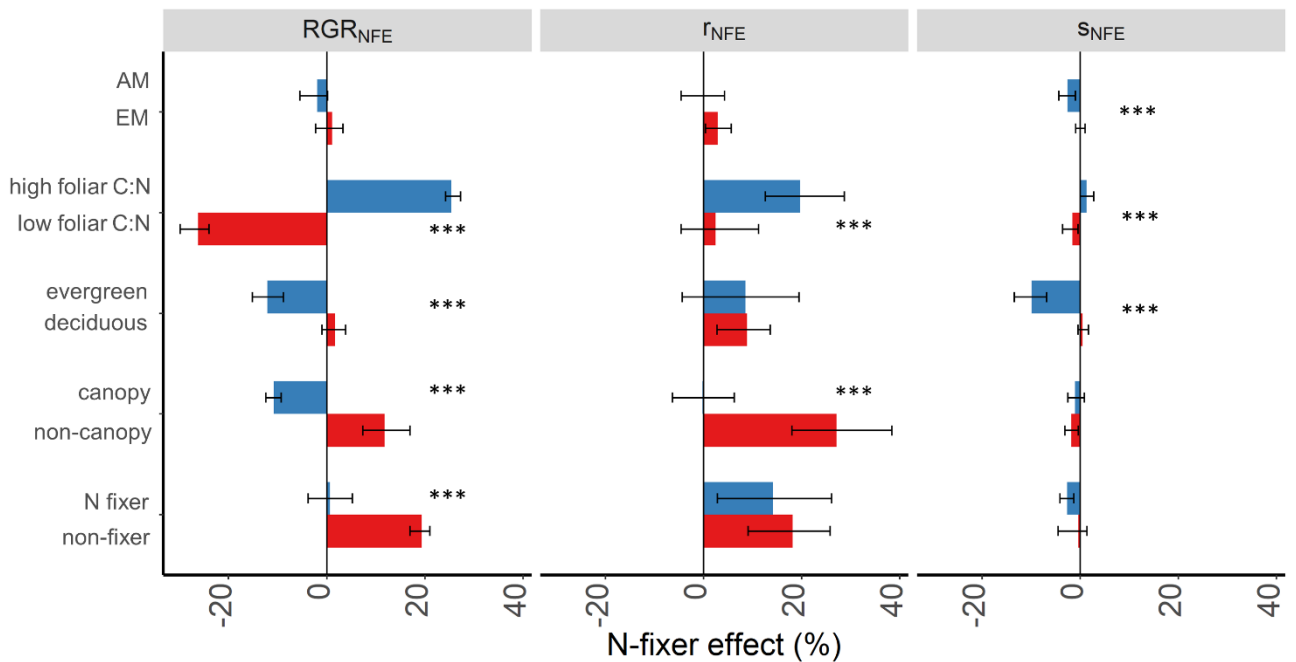 RGR_NFE r_NFE s_NFE
AM
EM
***
high foliar C:N
low foliar C:N
*** *** ***
evergreen
deciduous
*** ***
canopy
non-canopy
*** ***
N fixer
non-fixer
***
-20 0 20 40 -20 0 20 40 -20 0 20 40
N-fixer effect (%)